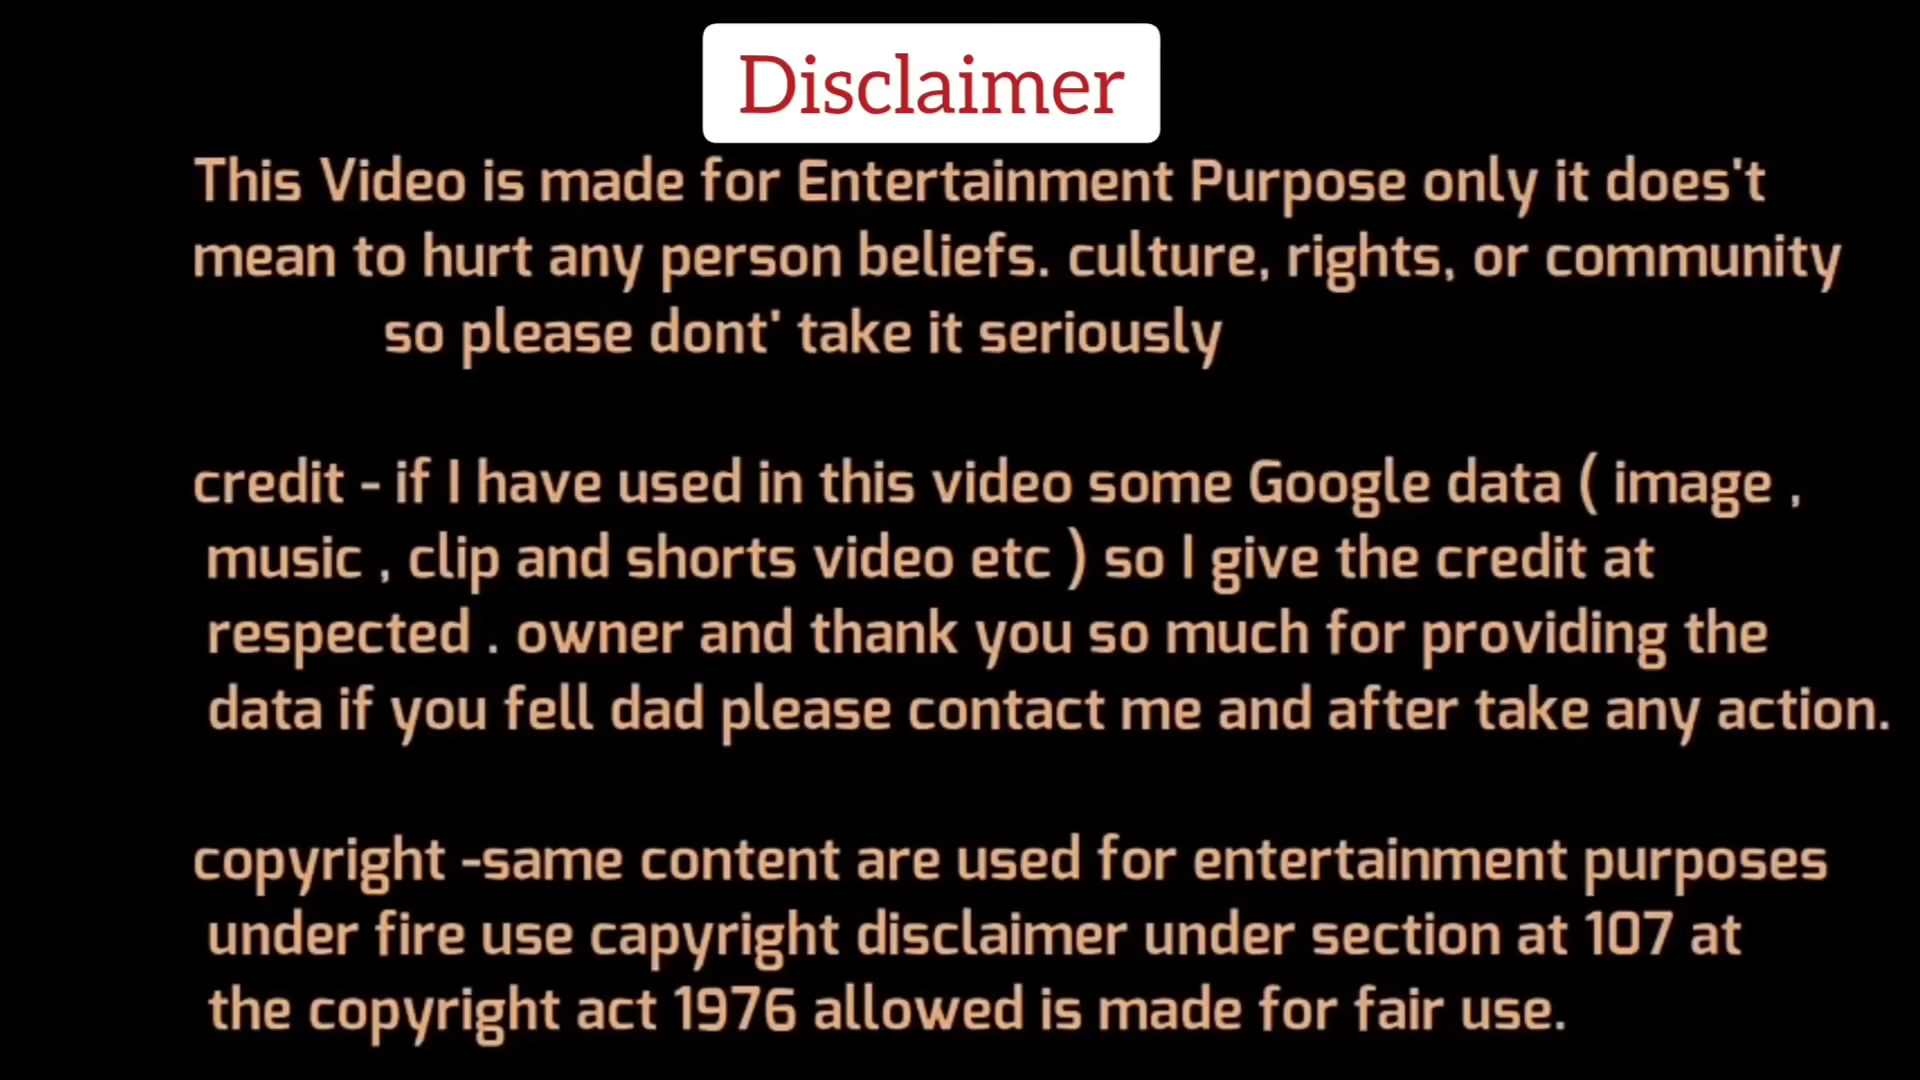 Disclaimer
This Video is made for Entertainment Purpose only it does't
mean to hurt any person beliefs. culture, rights, or community
so please dont' take it seriously
credit - if I have used in this video some Google data ( image ,
music , clip and shorts video etc ) so I give the credit at
respected . owner and thank you so much for providing the
data if you fell dad please contact me and after take any action.
copyright -same content are used for entertainment purposes
under fire use capyright disclaimer under section at 107 at
the copyright act 1976 allowed is made for fair use.